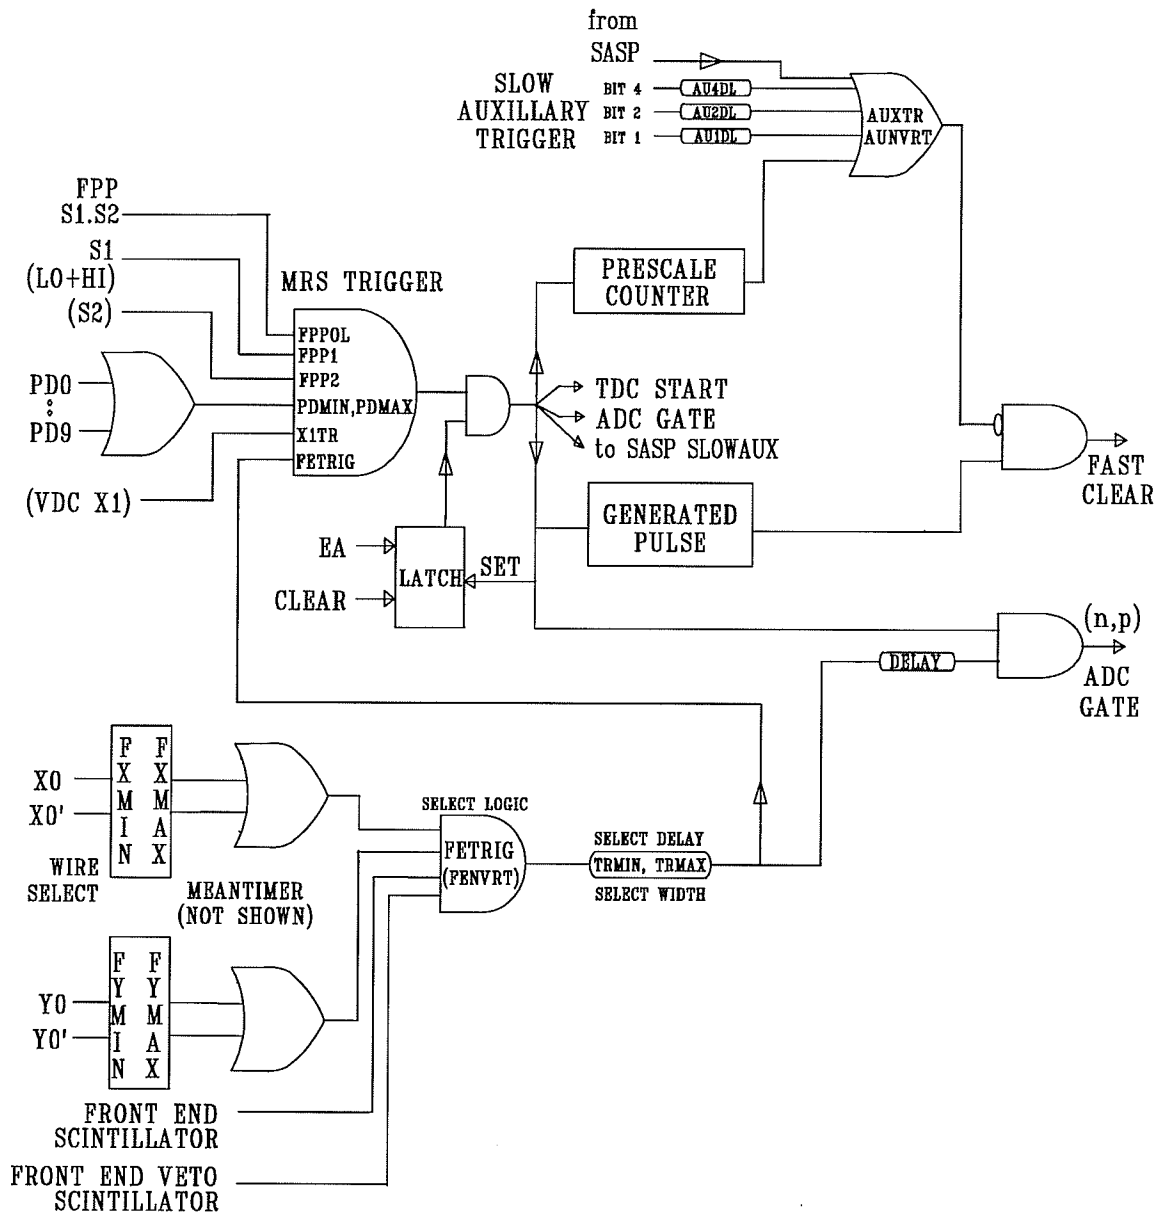 from
SASP
SLOW
AUXILLARY
TRIGGER
BIT 4
AU4DL
BIT 2
AU2DL
BIT 1
AU1DL
AUXTR
AUNVRT
FPP
S1.S2
S1
(LO+HI)
(S2)
PD0
PD9
(VDC X1)
MRS TRIGGER
FPPOL
FPP1
FPP2
PDMIN,PDMAX
X1TR
FETRIG
PRESCALE
COUNTER
TDC START
ADC GATE
to SASP SLOWAUX
GENERATED
PULSE
FAST
CLEAR
EA
CLEAR
LATCH
SET
(n,p)
DELAY
ADC
GATE
X0
X0'
WIRE
SELECT
FXMIN
FXMAX
MEANTIMER
(NOT SHOWN)
SELECT LOGIC
FETRIG
(FENVRT)
SELECT DELAY
TRMIN, TRMAX
SELECT WIDTH
Y0
Y0'
FYMIN
FYMAX
FRONT END
SCINTILLATOR
FRONT END VETO
SCINTILLATOR